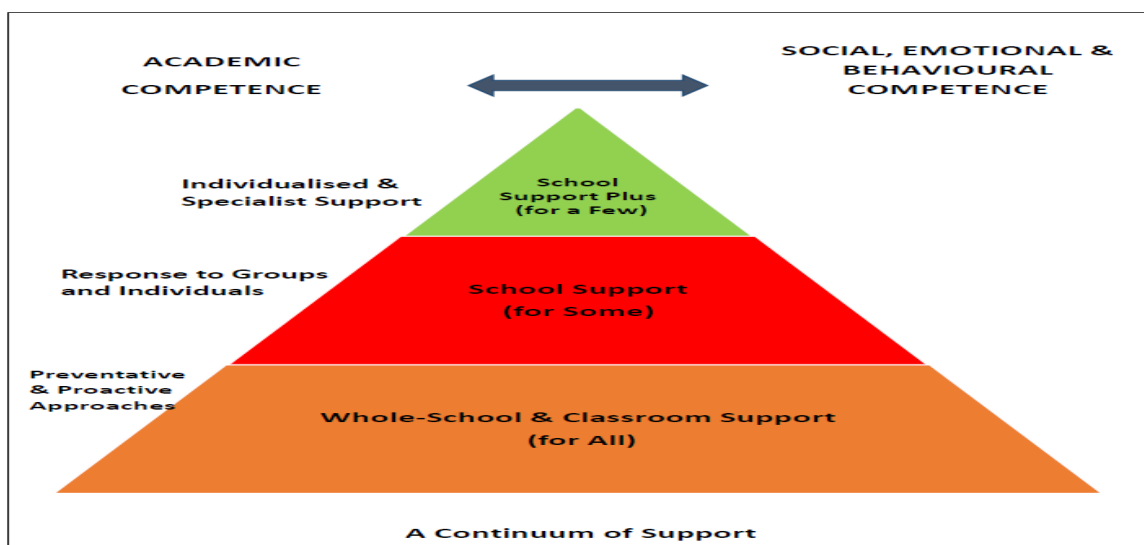 ACADEMIC
COMPETENCE
SOCIAL, EMOTIONAL &
BEHAVIOURAL
COMPETENCE
Individualised &
Specialist Support
School
Support Plus
(for a Few)
Response to Groups
and Individuals
School Support
(for Some)
Preventative
& Proactive
Approaches
Whole-School & Classroom Support
(for All)
A Continuum of Support